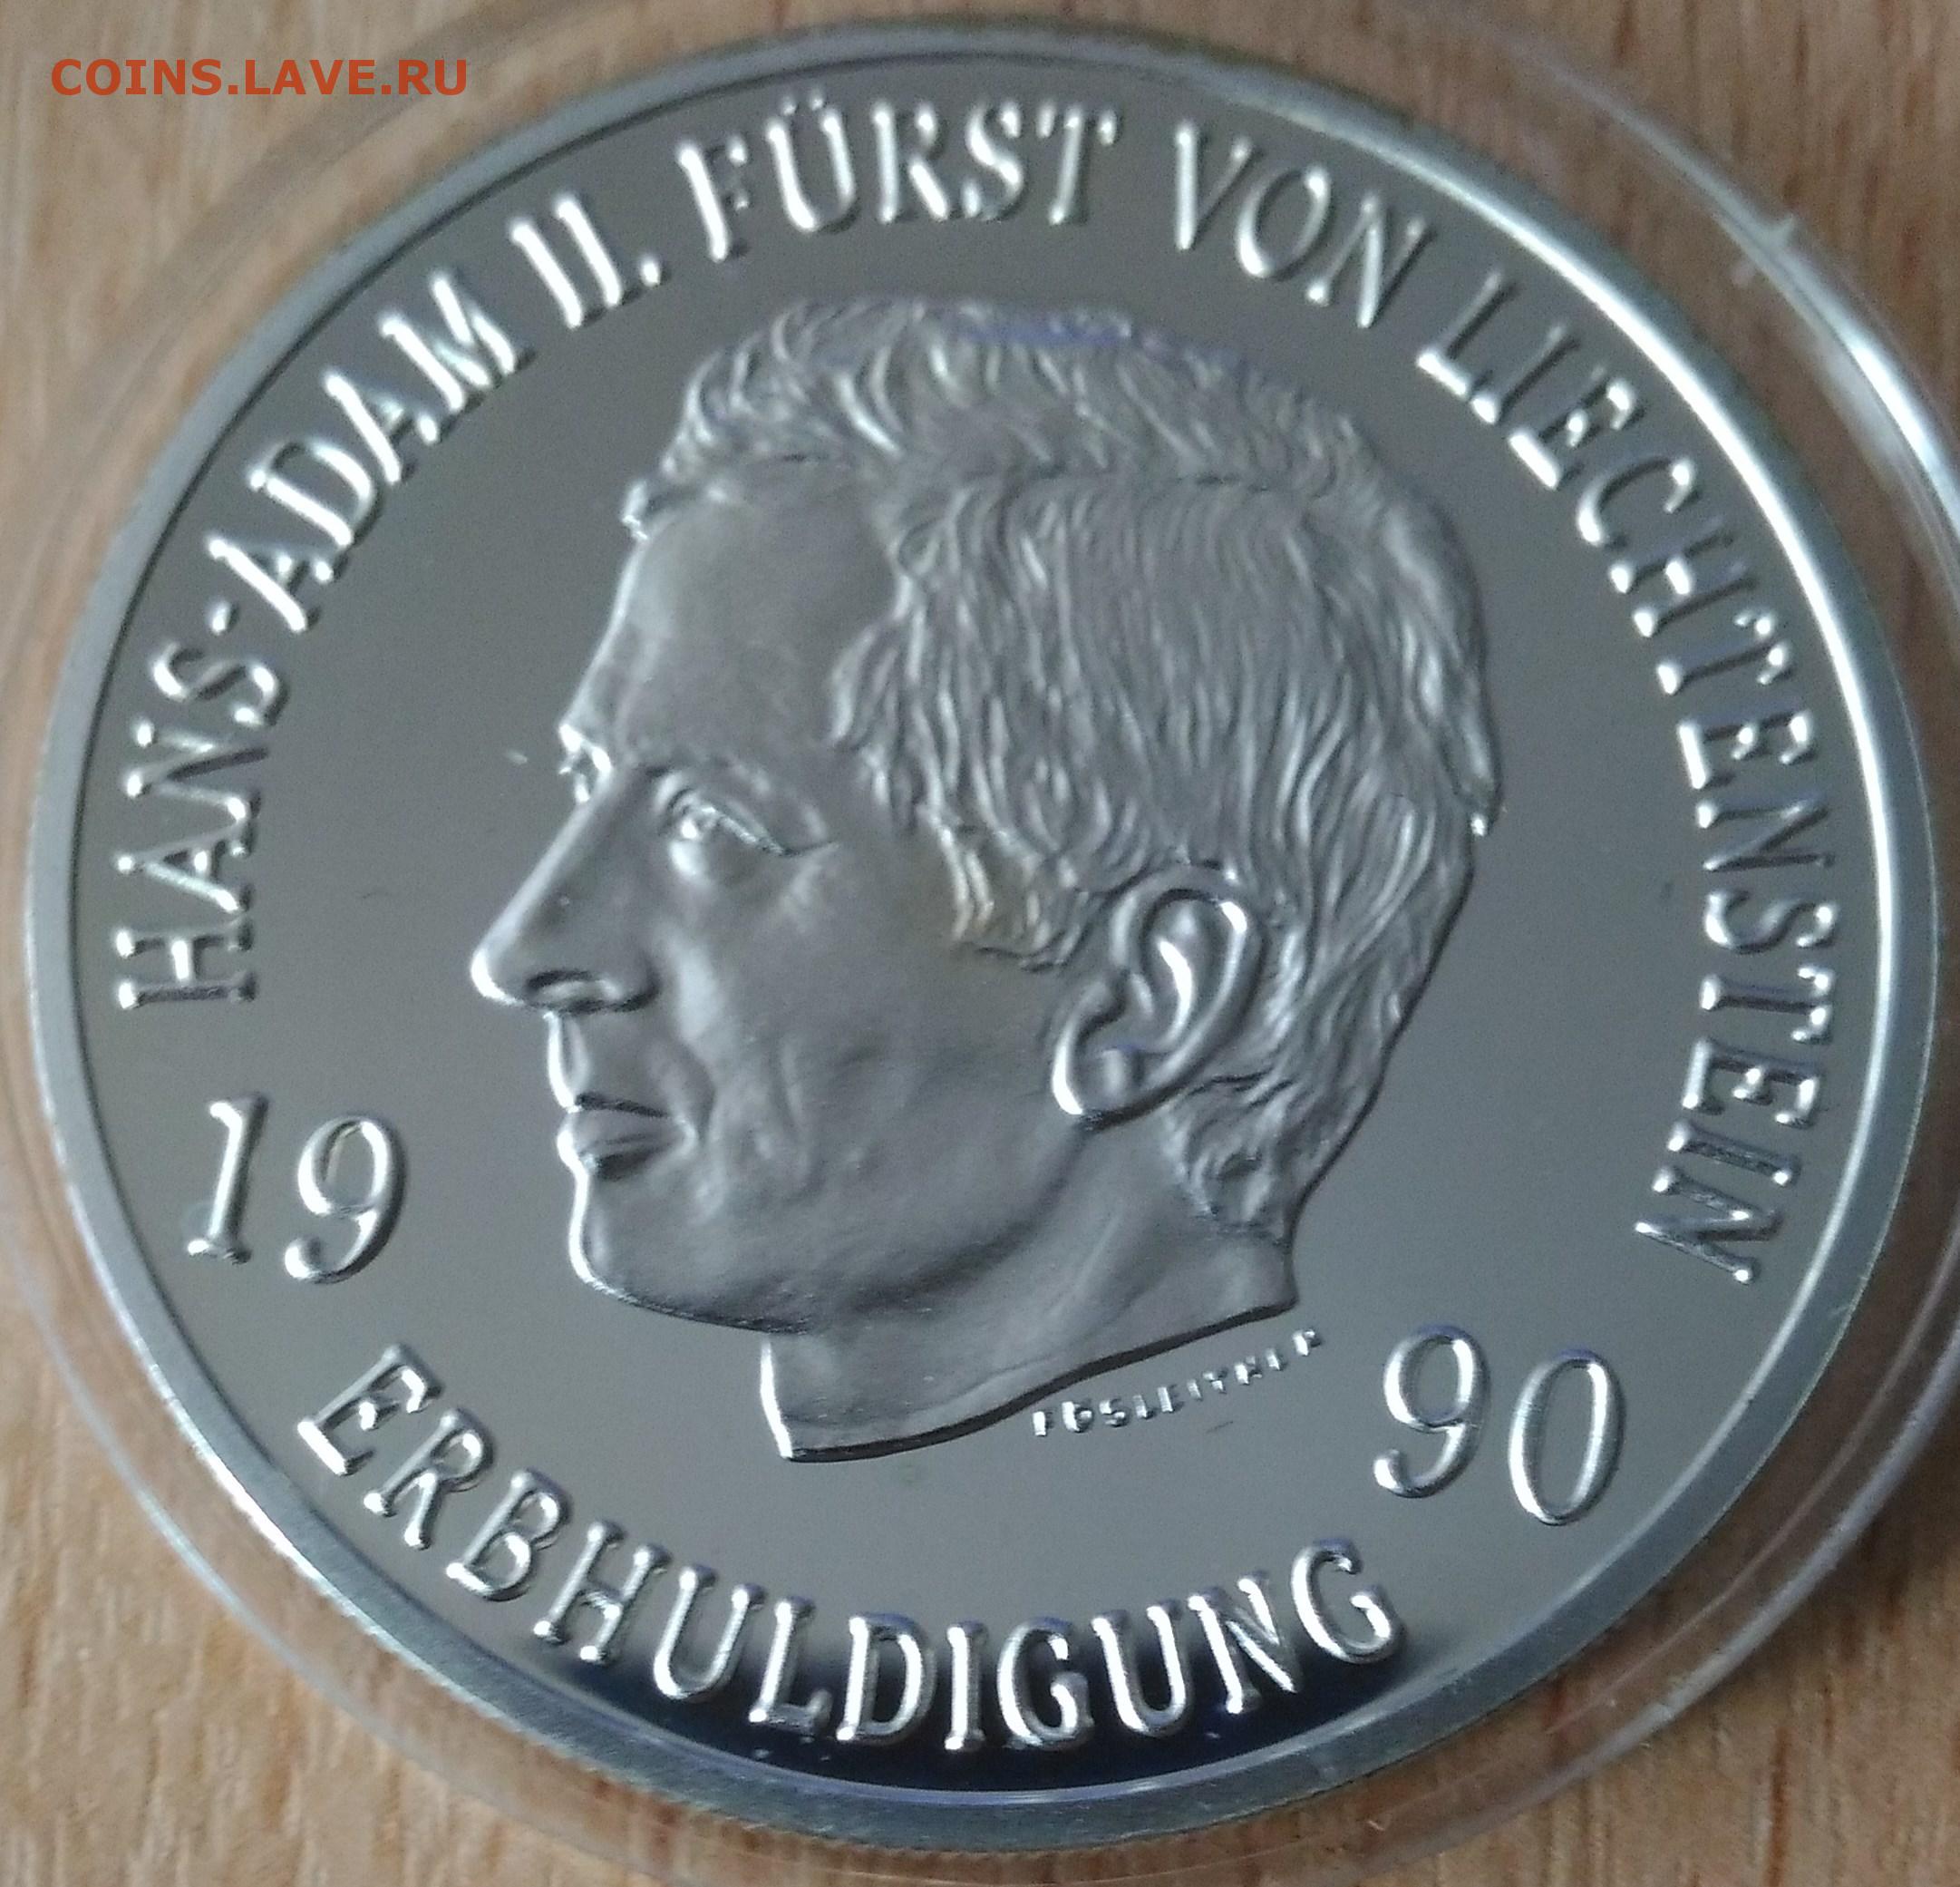 COINS.LAVE.RU
HANS-ADAM II. FÜRST VON LIECHTENSTEIN
19 90
ERBHULDIGUNG